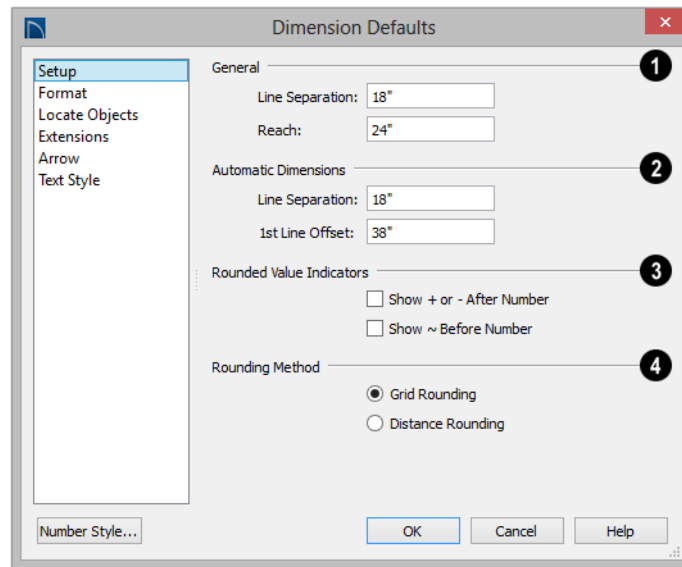 Dimension Defaults
Setup
Format
Locate Objects
Extensions
Arrow
Text Style
General 1
Line Separation: 18"
Reach: 24"
Automatic Dimensions 2
Line Separation: 18"
1st Line Offset: 38"
Rounded Value Indicators 3
Show + or - After Number
Show ~ Before Number
Rounding Method 4
Grid Rounding
Distance Rounding
Number Style... OK Cancel Help